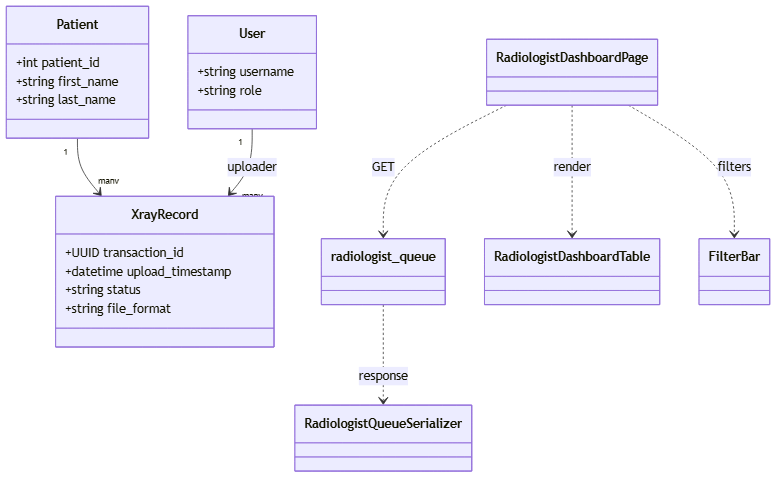 Patient
+int patient_id
+string first_name
+string last_name
User
+string username
+string role
1
many
1
uploader
many
XrayRecord
+UUID transaction_id
+datetime upload_timestamp
+string status
+string file_format
RadiologistDashboardPage
GET
render
filters
radiologist_queue
RadiologistDashboardTable
FilterBar
response
RadiologistQueueSerializer